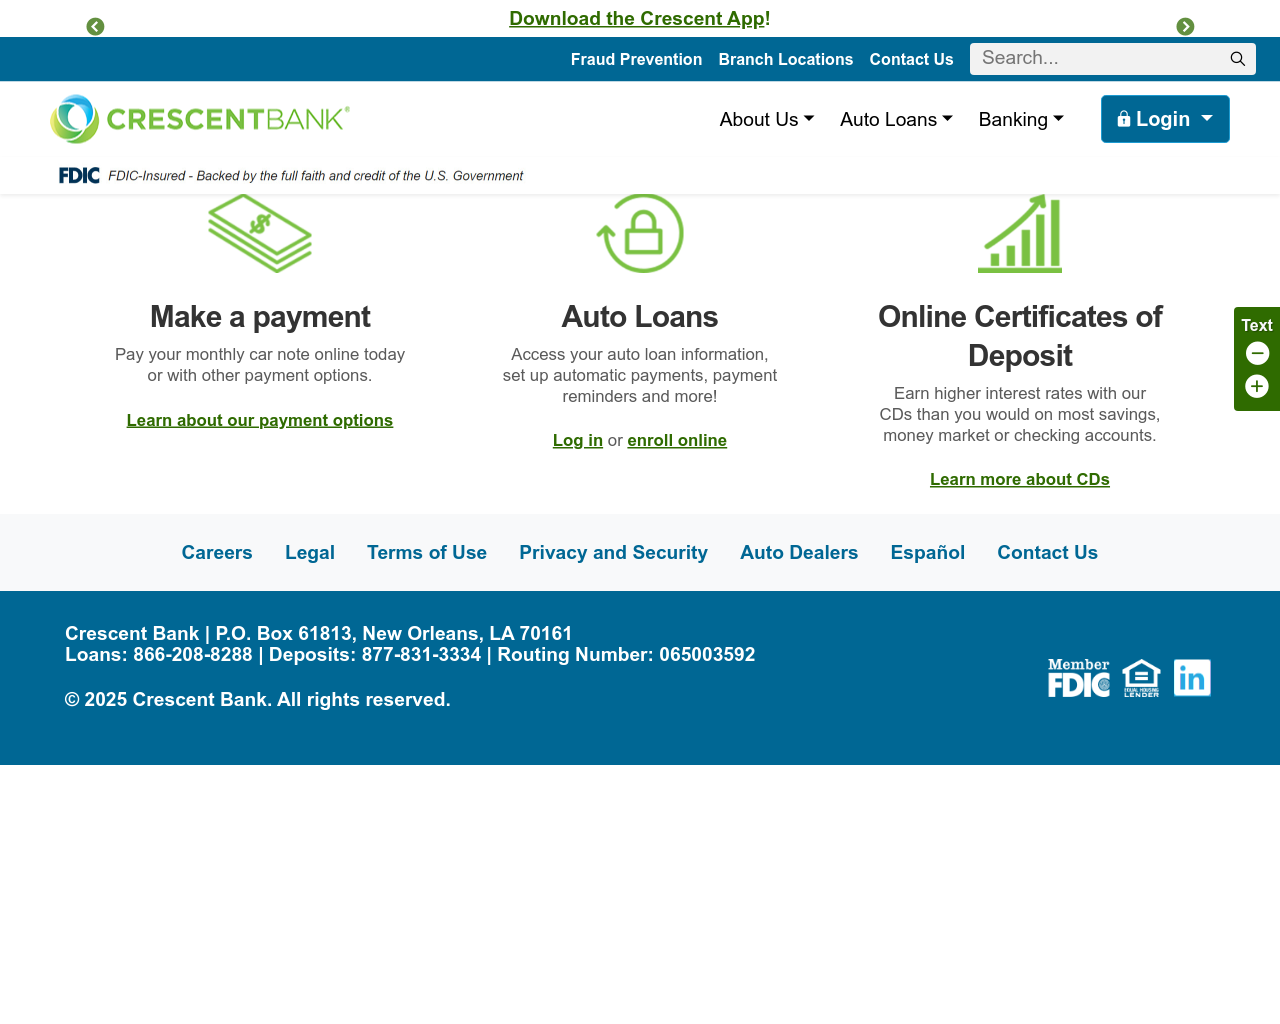 Download the Crescent App!
Fraud Prevention Branch Locations Contact Us Search...
CRESCENTBANK®
About Us Auto Loans Banking Login
FDIC FDIC-Insured - Backed by the full faith and credit of the U.S. Government
$
Make a payment
Pay your monthly car note online today
or with other payment options.
Learn about our payment options
Auto Loans
Access your auto loan information,
set up automatic payments, payment
reminders and more!
Log in or enroll online
Online Certificates of
Deposit
Earn higher interest rates with our
CDs than you would on most savings,
money market or checking accounts.
Learn more about CDs
Text
Careers Legal Terms of Use Privacy and Security Auto Dealers Español Contact Us
Crescent Bank | P.O. Box 61813, New Orleans, LA 70161
Loans: 866-208-8288 | Deposits: 877-831-3334 | Routing Number: 065003592
© 2025 Crescent Bank. All rights reserved.
Member
FDIC
EQUAL HOUSING
LENDER
in